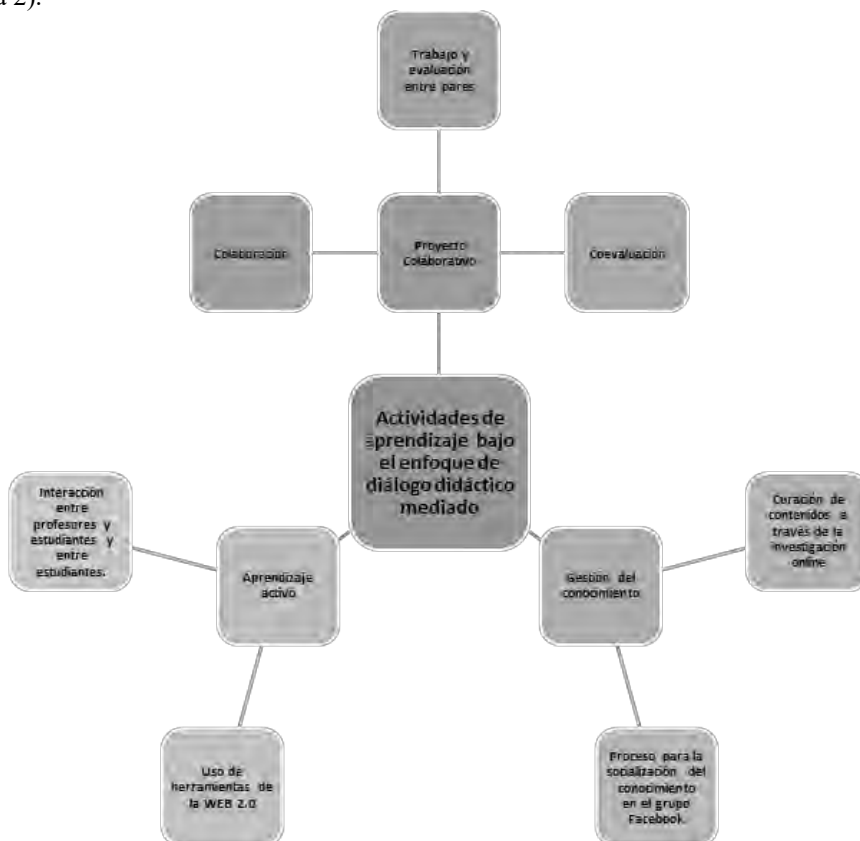 a 2).
Trabajo y
evaluación
entre pares
Colaboración
Proyecto
Colaborativo
Coevaluación
Actividades de
aprendizaje bajo
el enfoque de
diálogo didáctico
mediado
Interacción
entre
profesores y
estudiantes y
entre
estudiantes.
Aprendizaje
activo
Gestión del
conocimiento
Curación de
contenidos a
través de la
investigación
online
Uso de
herramientas de
la WEB 2.0
Proceso para la
socialización del
conocimiento
en el grupo
Facebook.